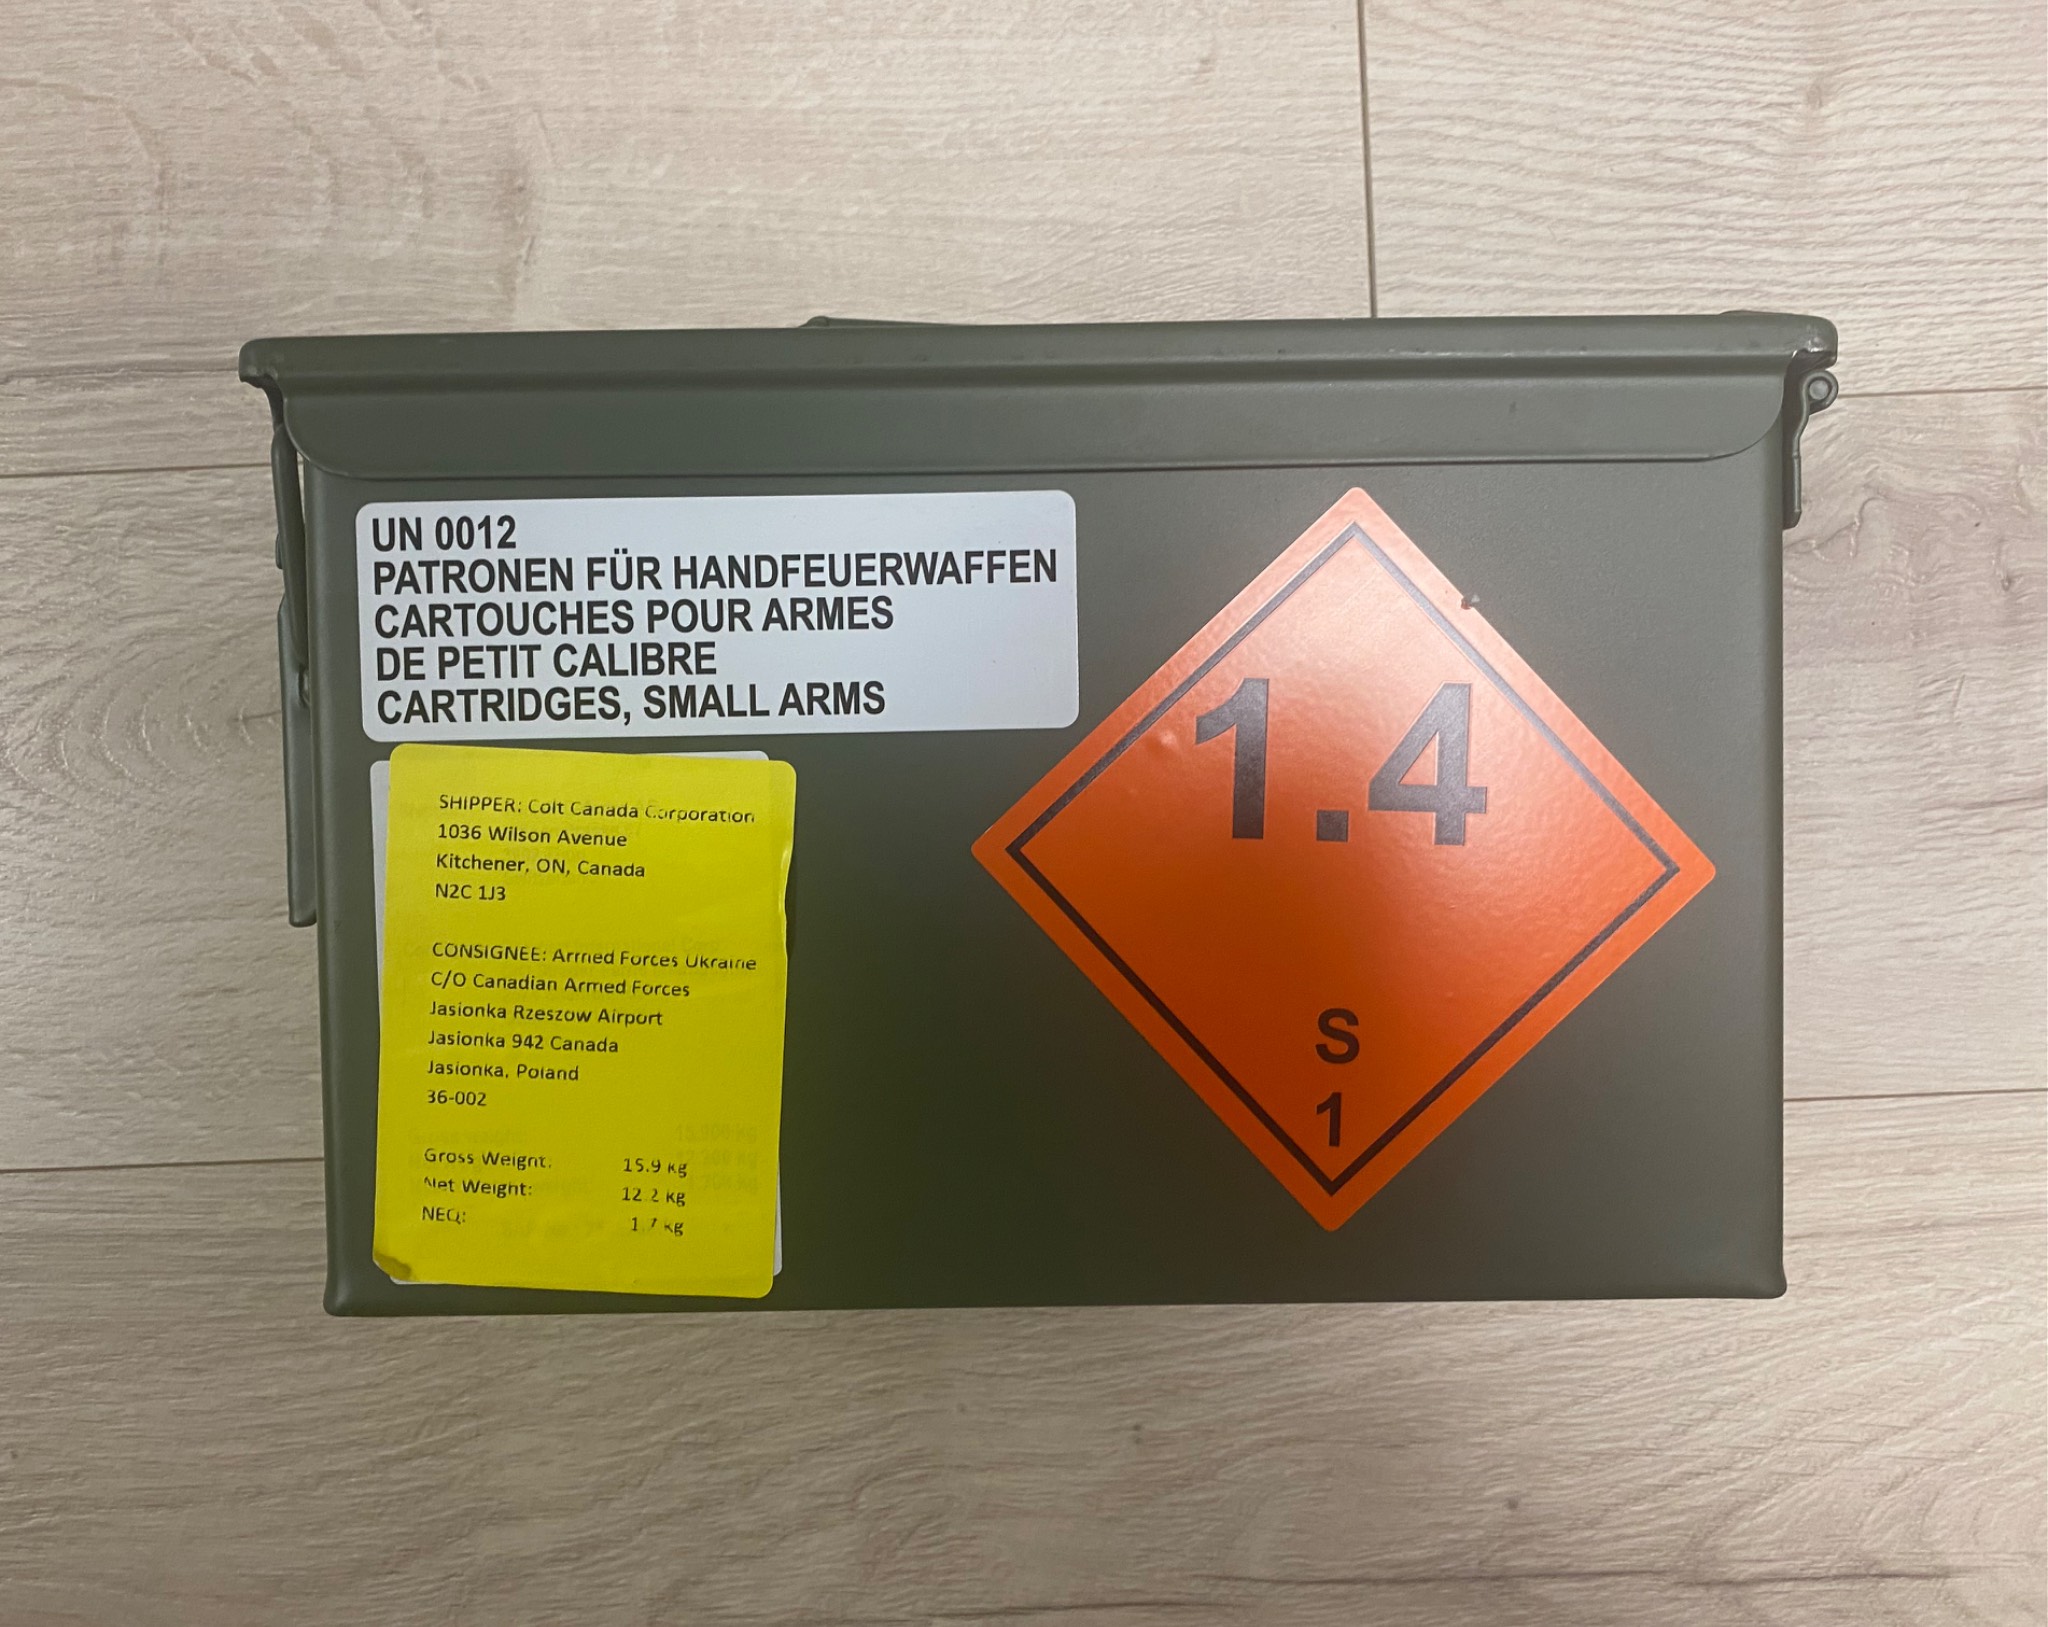 UN 0012
PATRONEN FÜR HANDFEUERWAFFEN
CARTOUCHES POUR ARMES
DE PETIT CALIBRE
CARTRIDGES, SMALL ARMS
1.4
S
1
SHIPPER: Colt Canada Corporation
1036 Wilson Avenue
Kitchener, ON, Canada
N2C 1J3
CONSIGNEE: Armed Forces Ukraine
C/O Canadian Armed Forces
Jasionka Rzeszow Airport
Jasionka 942 Canada
Jasionka, Poland
36-002
Gross Weight: 15.9 kg
Net Weight: 12.2 kg
NEQ: 1.7 kg